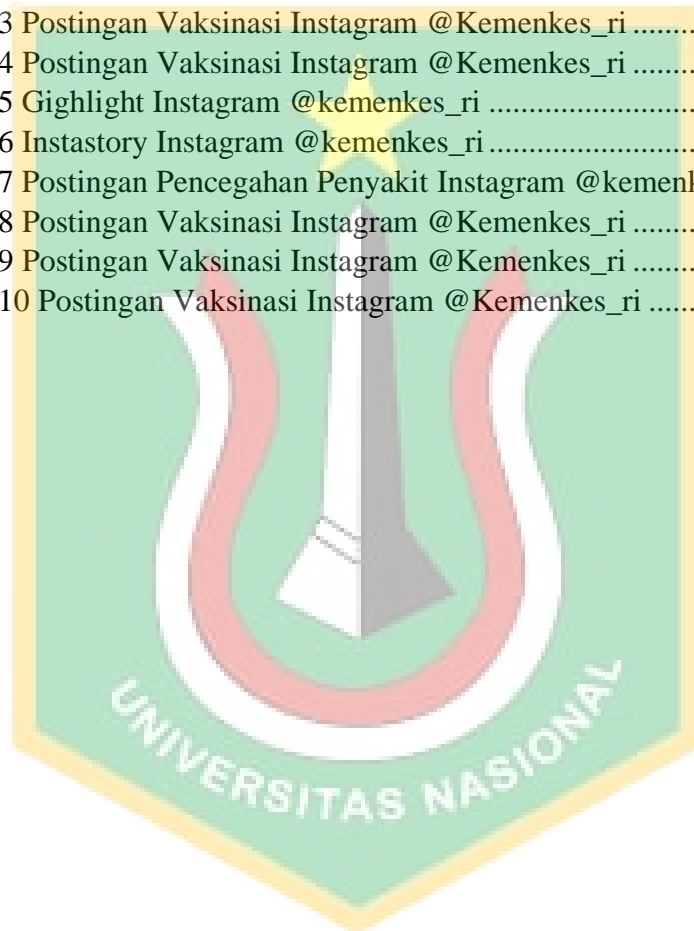 3 Postingan Vaksinasi Instagram @Kemenkes_ri ........
4 Postingan Vaksinasi Instagram @Kemenkes_ri ........
5 Gighlight Instagram @kemenkes_ri ..........................
6 Instastory Instagram @kemenkes_ri ..........................
7 Postingan Pencegahan Penyakit Instagram @kemenk
8 Postingan Vaksinasi Instagram @Kemenkes_ri ........
9 Postingan Vaksinasi Instagram @Kemenkes_ri ........
10 Postingan Vaksinasi Instagram @Kemenkes_ri ......
UNIVERSITAS NASIONAL